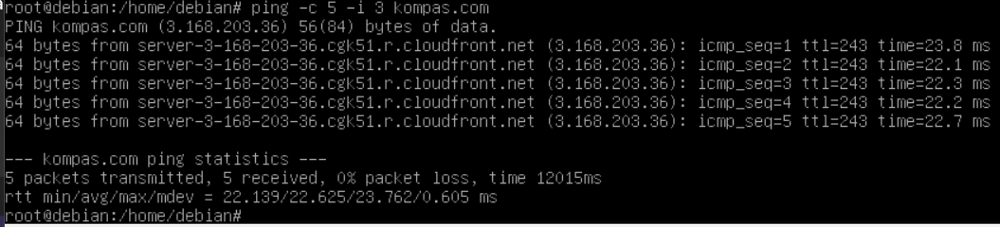 root@debian:/home/debian# ping -c 5 -i 3 kompas.com
PING kompas.com (3.168.203.36) 56(84) bytes of data.
64 bytes from server-3-168-203-36.cgk51.r.cloudfront.net (3.168.203.36): icmp_seq=1 ttl=243 time=23.8 ms
64 bytes from server-3-168-203-36.cgk51.r.cloudfront.net (3.168.203.36): icmp_seq=2 ttl=243 time=22.1 ms
64 bytes from server-3-168-203-36.cgk51.r.cloudfront.net (3.168.203.36): icmp_seq=3 ttl=243 time=22.3 ms
64 bytes from server-3-168-203-36.cgk51.r.cloudfront.net (3.168.203.36): icmp_seq=4 ttl=243 time=22.2 ms
64 bytes from server-3-168-203-36.cgk51.r.cloudfront.net (3.168.203.36): icmp_seq=5 ttl=243 time=22.7 ms
--- kompas.com ping statistics ---
5 packets transmitted, 5 received, 0% packet loss, time 12015ms
rtt min/avg/max/mdev = 22.139/22.625/23.762/0.605 ms
root@debian:/home/debian#